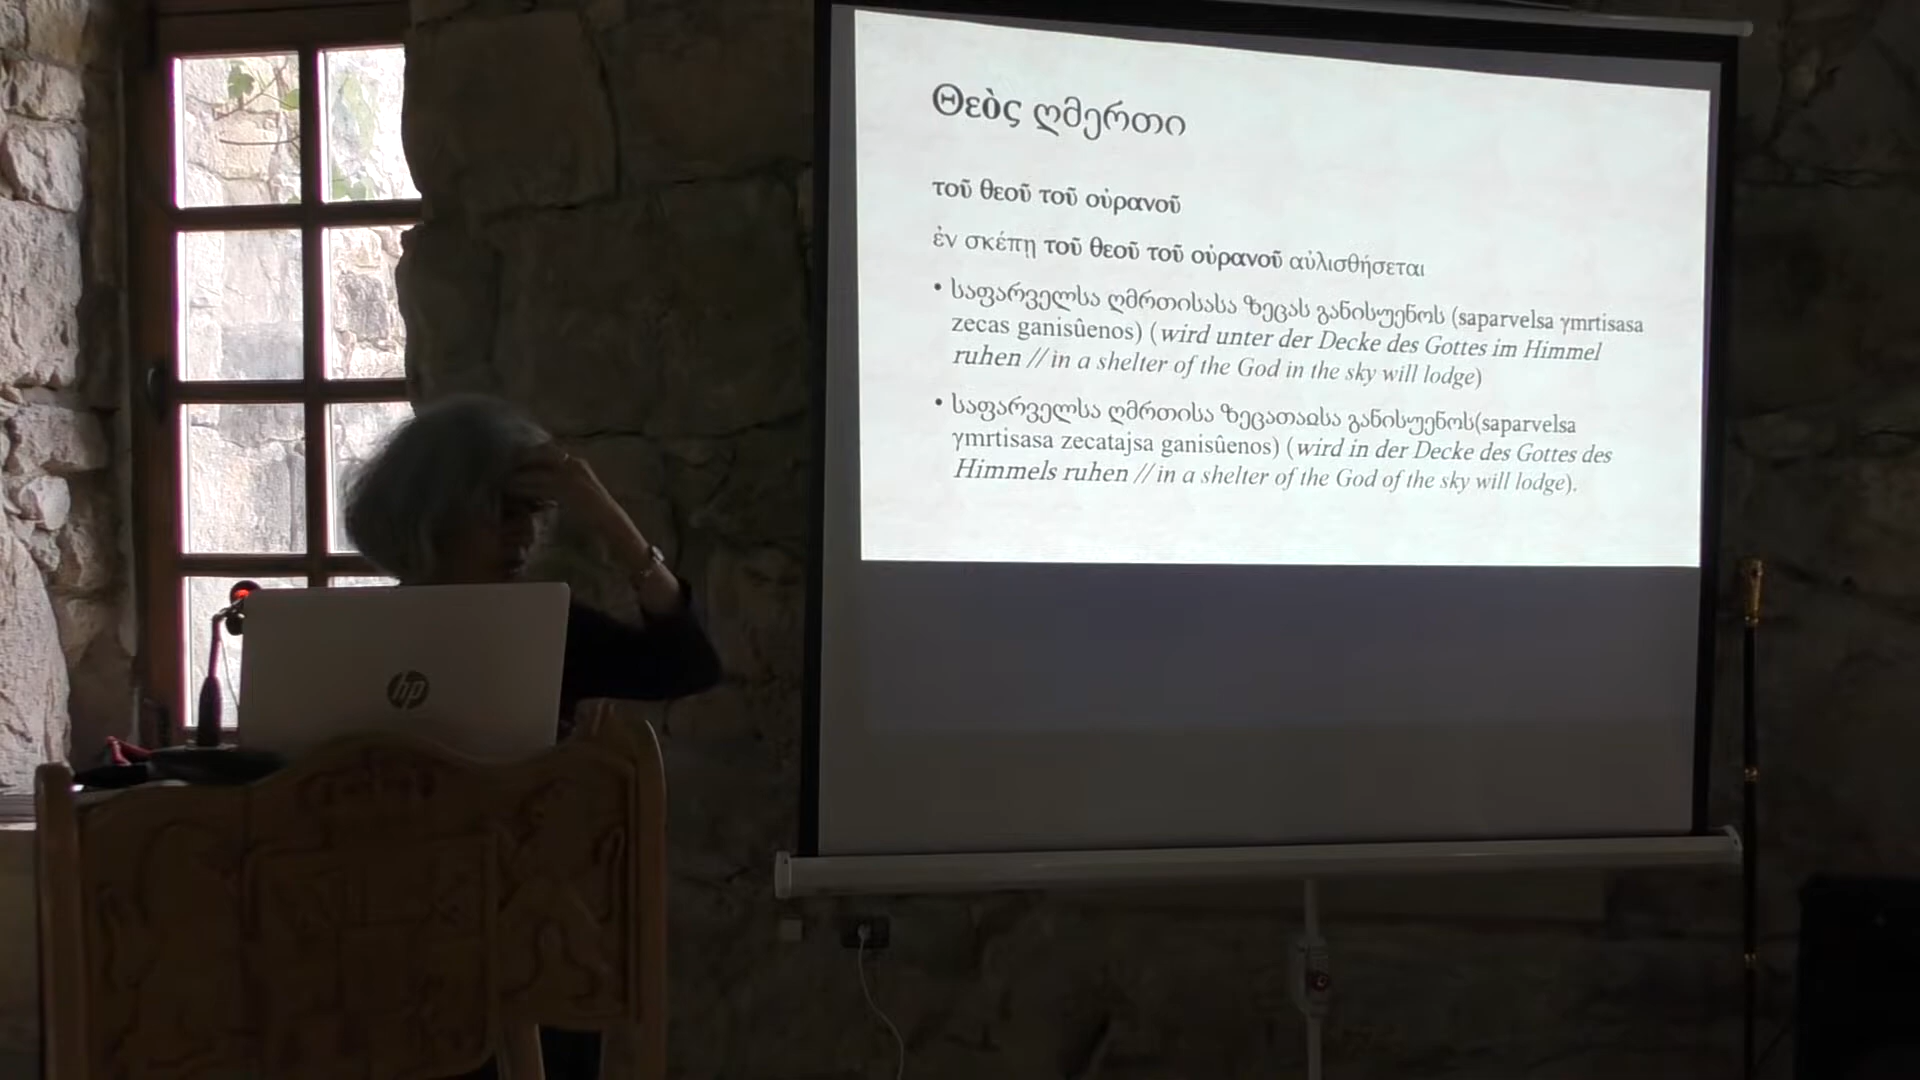 Θεὸς ღმერთი
τοῦ θεοῦ τοῦ οὐρανοῦ
ἐν σκέπῃ τοῦ θεοῦ τοῦ οὐρανοῦ αὐλισθήσεται
• საფარველსა ღმრთისასა ზეცას განისუენოს (saparvelsa γmrtisasa
zecas ganisûenos) (wird unter der Decke des Gottes im Himmel
ruhen // in a shelter of the God in the sky will lodge)
• საფარველსა ღმრთისა ზეცათაჲსა განისუენოს(saparvelsa
γmrtisasa zecatajsa ganisûenos) (wird in der Decke des Gottes des
Himmels ruhen // in a shelter of the God of the sky will lodge).
hp